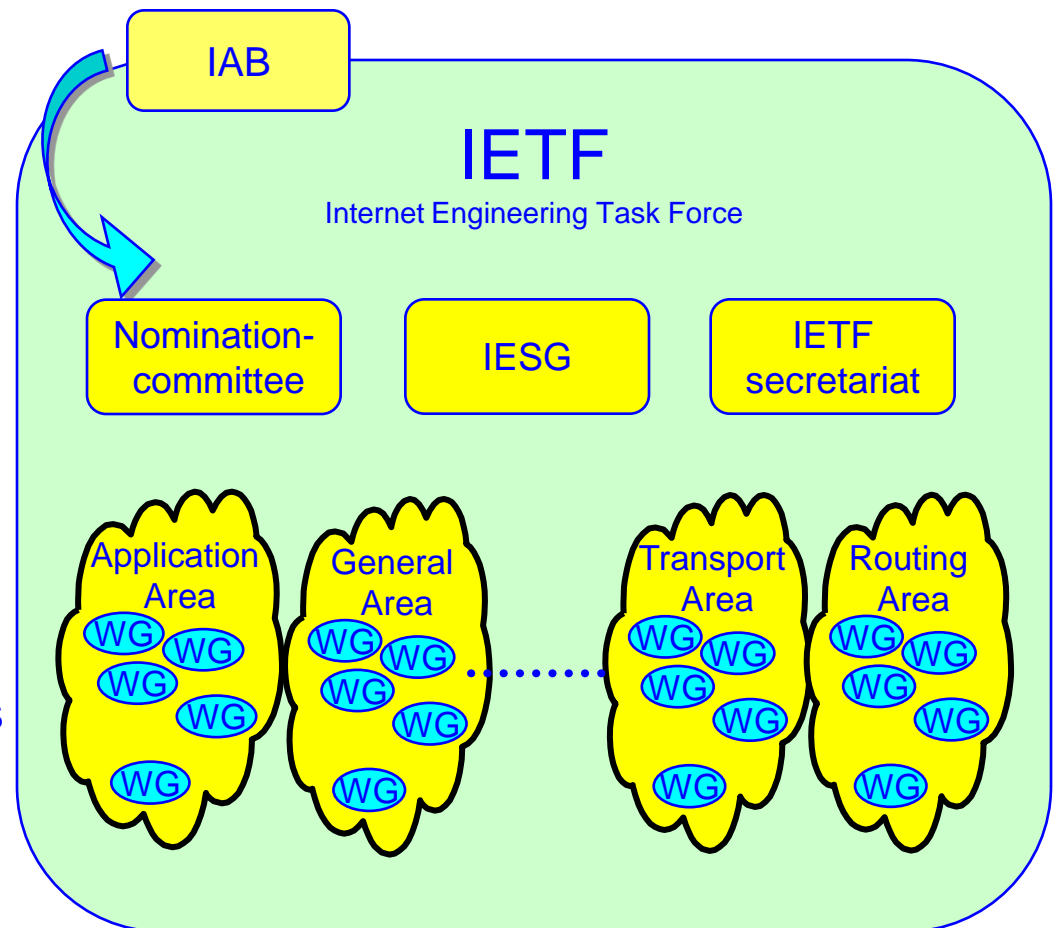 IAB
IETF
Internet Engineering Task Force
Nomination-
committee
IESG
IETF
secretariat
Application
Area
WG
WG
WG
WG
WG
General
Area
WG
WG
WG
WG
WG
Transport
Area
WG
WG
WG
WG
WG
Routing
Area
WG
WG
WG
WG
WG
s